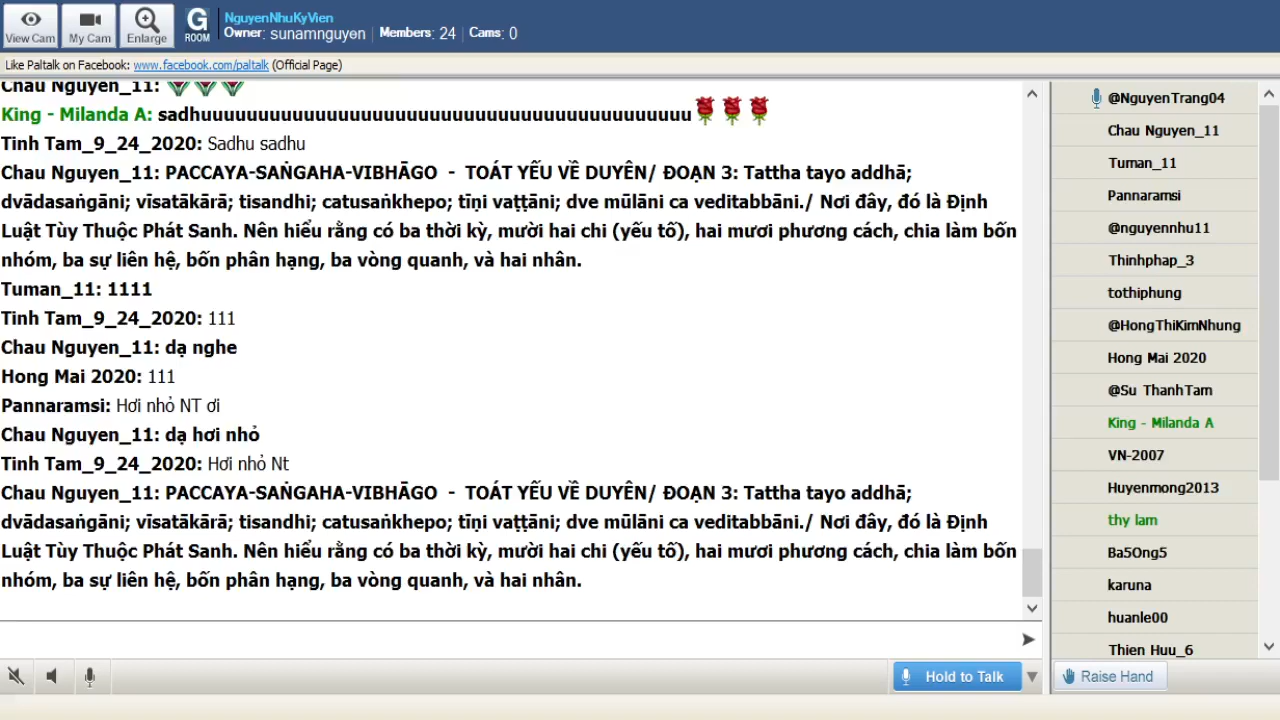 View Cam
My Cam
Enlarge
G
ROOM
NguyenNhuKyVien
Owner: sunamnguyen Members: 24 Cams: 0
Like Paltalk on Facebook: www.facebook.com/paltalk (Official Page)
Chau Nguyen_11:
King - Milanda A: sadhuuuuuuuuuuuuuuuuuuuuuuuuuuuuuuuuuuuuuuuuuuu
Tinh Tam_9_24_2020: Sadhu sadhu
Chau Nguyen_11: PACCAYA-SAṄGAHA-VIBHĀGO - TOÁT YẾU VỀ DUYÊN/ ĐOẠN 3: Tattha tayo addhā;
dvādasaṅgāni; vīsatākārā; tisandhi; catusaṅkhepo; tīṇi vaṭṭāni; dve mūlāni ca veditabbāni./ Nơi đây, đó là Định
Luật Tùy Thuộc Phát Sanh. Nên hiểu rằng có ba thời kỳ, mười hai chi (yếu tố), hai mươi phương cách, chia làm bốn
nhóm, ba sự liên hệ, bốn phân hạng, ba vòng quanh, và hai nhân.
Tuman_11: 1111
Tinh Tam_9_24_2020: 111
Chau Nguyen_11: dạ nghe
Hong Mai 2020: 111
Pannaramsi: Hơi nhỏ NT ơi
Chau Nguyen_11: dạ hơi nhỏ
Tinh Tam_9_24_2020: Hơi nhỏ Nt
Chau Nguyen_11: PACCAYA-SAṄGAHA-VIBHĀGO - TOÁT YẾU VỀ DUYÊN/ ĐOẠN 3: Tattha tayo addhā;
dvādasaṅgāni; vīsatākārā; tisandhi; catusaṅkhepo; tīṇi vaṭṭāni; dve mūlāni ca veditabbāni./ Nơi đây, đó là Định
Luật Tùy Thuộc Phát Sanh. Nên hiểu rằng có ba thời kỳ, mười hai chi (yếu tố), hai mươi phương cách, chia làm bốn
nhóm, ba sự liên hệ, bốn phân hạng, ba vòng quanh, và hai nhân.
Hold to Talk
@NguyenTrang04
Chau Nguyen_11
Tuman_11
Pannaramsi
@nguyennhu11
Thinhphap_3
tothiphung
@HongThiKimNhung
Hong Mai 2020
@Su ThanhTam
King - Milanda A
VN-2007
Huyenmong2013
thy lam
Ba5Ong5
karuna
huanle00
Thien Huu_6
Raise Hand